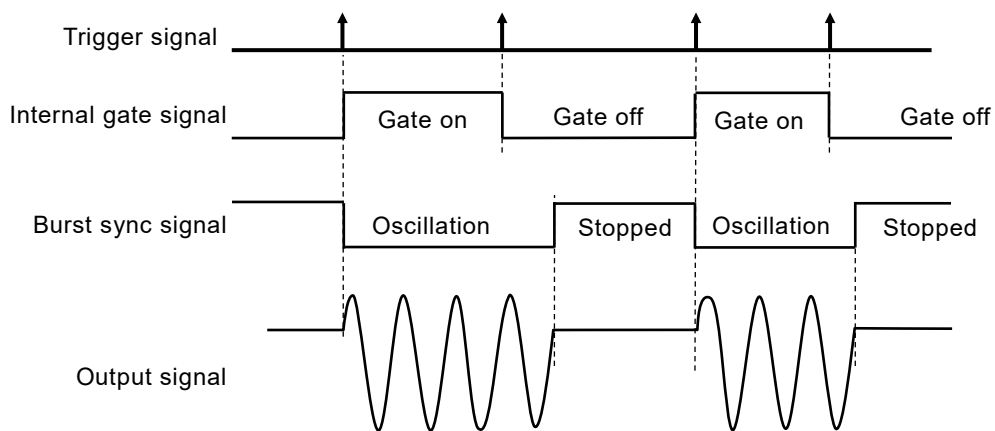 Trigger signal
Internal gate signal
Gate on
Gate off
Gate on
Gate off
Burst sync signal
Oscillation
Stopped
Oscillation
Stopped
Output signal